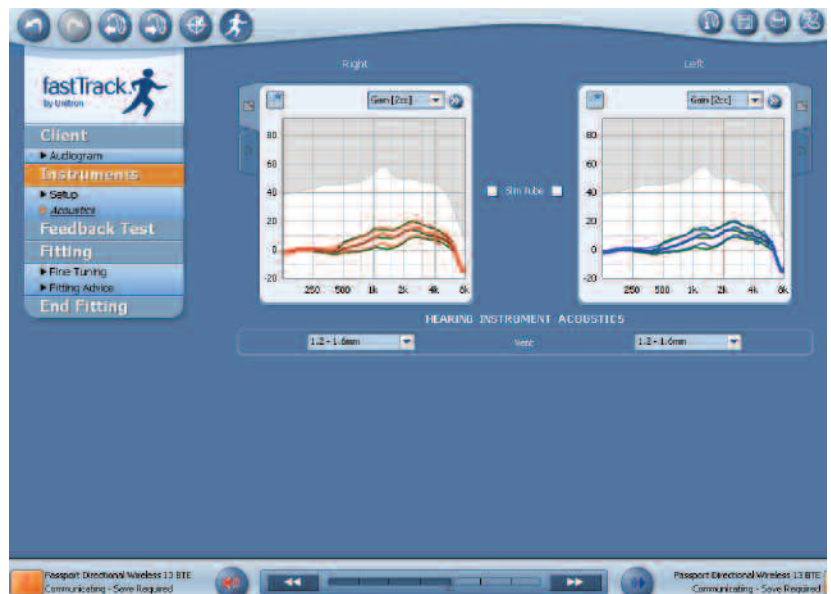 Right
Left
fastTrack.
by Unitron
Client
Audiogram
Instruments
Setup
Acoustics
Feedback Test
Fitting
Fine Tuning
Fitting Advice
End Fitting
Gain [2cc]
80
60
40
20
0
-20
250 500 1k 2k 4k 8k
Slim Tube
Gain [2cc]
80
60
40
20
0
-20
250 500 1k 2k 4k 8k
HEARING INSTRUMENT ACOUSTICS
1.2 - 1.6mm Vent 1.2 - 1.6mm
Passport Directional Wireless 13 BTE
Communicating - Save Required
Passport Directional Wireless 13 BTE
Communicating - Save Required